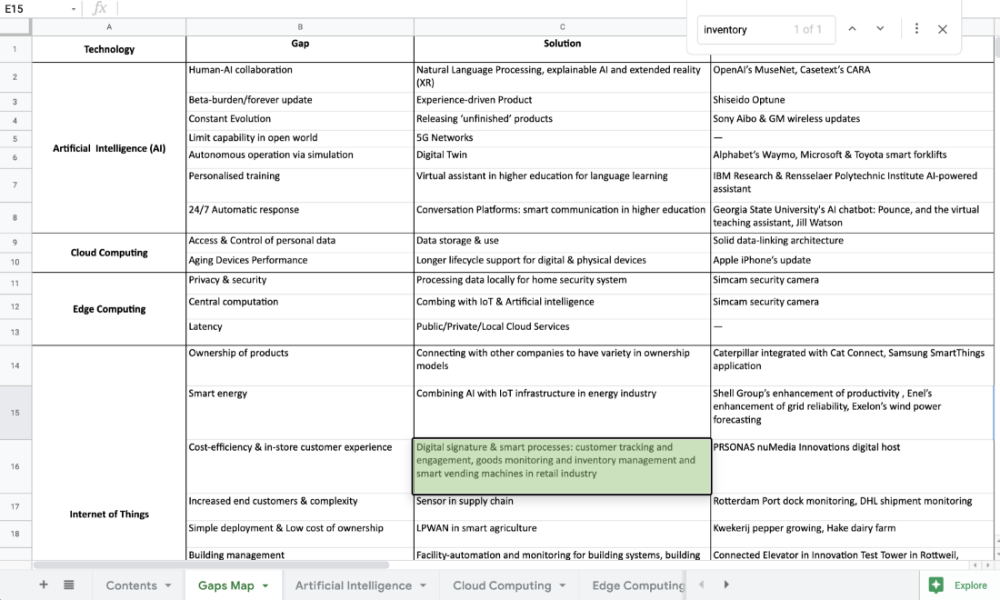 E15 fx
inventory 1 of 1
A B C
1 Technology Gap Solution
2 Human-AI collaboration Natural Language Processing, explainable AI and extended reality OpenAI's MuseNet, Casetext's CARA
(XR)
3 Beta-burden/forever update Experience-driven Product Shiseido Optune
4 Constant Evolution Releasing ‘unfinished’ products Sony Aibo & GM wireless updates
5 Limit capability in open world 5G Networks —
Artificial Intelligence (AI)
6 Autonomous operation via simulation Digital Twin Alphabet's Waymo, Microsoft & Toyota smart forklifts
7 Personalised training Virtual assistant in higher education for language learning IBM Research & Rensselaer Polytechnic Institute AI-powered
assistant
8 24/7 Automatic response Conversation Platforms: smart communication in higher education Georgia State University's AI chatbot: Pounce, and the virtual
teaching assistant, Jill Watson
9 Access & Control of personal data Data storage & use Solid data-linking architecture
Cloud Computing
10 Aging Devices Performance Longer lifecycle support for digital & physical devices Apple iPhone's update
11 Privacy & security Processing data locally for home security system Simcam security camera
12 Central computation Combing with IoT & Artificial intelligence Simcam security camera
Edge Computing
13 Latency Public/Private/Local Cloud Services —
14 Ownership of products Connecting with other companies to have variety in ownership Caterpillar integrated with Cat Connect, Samsung SmartThings
models application
15 Smart energy Combining AI with IoT infrastructure in energy industry Shell Group's enhancement of productivity , Enel's
enhancement of grid reliability, Exelon's wind power
forecasting
16 Cost-efficiency & in-store customer experience Digital signature & smart processes: customer tracking and PRSONAS nuMedia Innovations digital host
engagement, goods monitoring and inventory management and
smart vending machines in retail industry
17 Increased end customers & complexity Sensor in supply chain Rotterdam Port dock monitoring, DHL shipment monitoring
Internet of Things
18 Simple deployment & Low cost of ownership LPWAN in smart agriculture Kwekerij pepper growing, Hake dairy farm
Building management Facility-automation and monitoring for building systems, building Connected Elevator in Innovation Test Tower in Rottweil,
Contents Gaps Map Artificial Intelligence Cloud Computing Edge Computing Explore